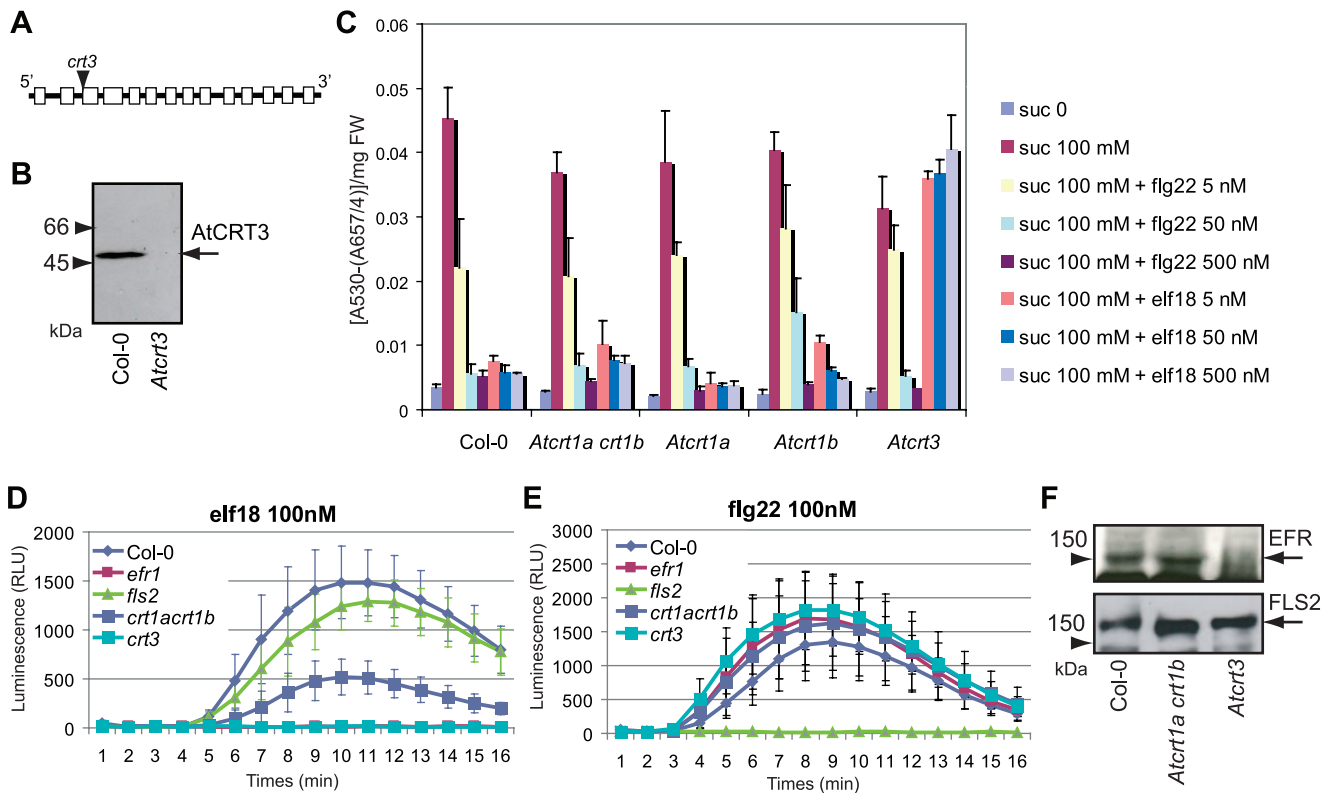 A
crt3
5’
3’
B
66
45
kDa
AtCRT3
Col-0
Atcrt3
C
[A530-(A657/4)]/mg FW
0.06
0.05
0.04
0.03
0.02
0.01
0
Col-0
Atcrt1a crt1b
Atcrt1a
Atcrt1b
Atcrt3
suc 0
suc 100 mM
suc 100 mM + flg22 5 nM
suc 100 mM + flg22 50 nM
suc 100 mM + flg22 500 nM
suc 100 mM + elf18 5 nM
suc 100 mM + elf18 50 nM
suc 100 mM + elf18 500 nM
D
elf18 100nM
Luminescence (RLU)
2000
1500
1000
500
0
Col-0
efr1
fls2
crt1acrt1b
crt3
1 2 3 4 5 6 7 8 9 10 11 12 13 14 15 16
Times (min)
E
flg22 100nM
Luminescence (RLU)
3000
2500
2000
1500
1000
500
0
Col-0
efr1
fls2
crt1acrt1b
crt3
1 2 3 4 5 6 7 8 9 10 11 12 13 14 15 16
Times (min)
F
150
EFR
150
FLS2
kDa
Col-0
Atcrt1a crt1b
Atcrt3